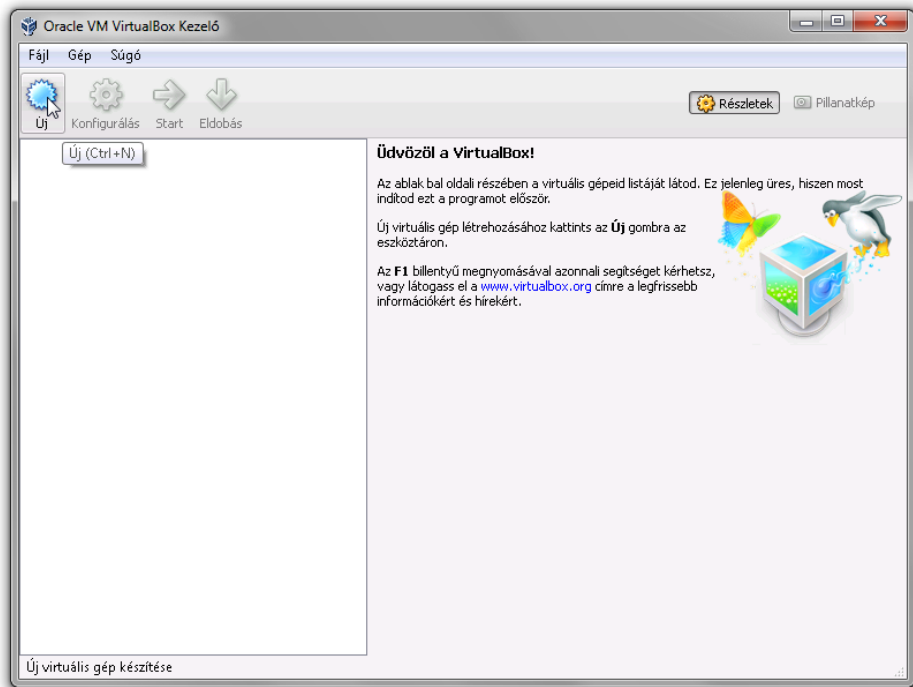 Oracle VM VirtualBox Kezelő
Fájl Gép Súgó
Új Konfigurálás Start Eldobás
Részletek Pillanatkép
Új (Ctrl+N)
Üdvözöl a VirtualBox!
Az ablak bal oldali részében a virtuális gépeid listáját látod. Ez jelenleg üres, hiszen most
indítod ezt a programot először.
Új virtuális gép létrehozásához kattints az Új gombra az
eszköztáron.
Az F1 billentyű megnyomásával azonnali segítséget kérhetsz,
vagy látogass el a www.virtualbox.org címre a legfrissebb
információkért és hírekért.
Új virtuális gép készítése